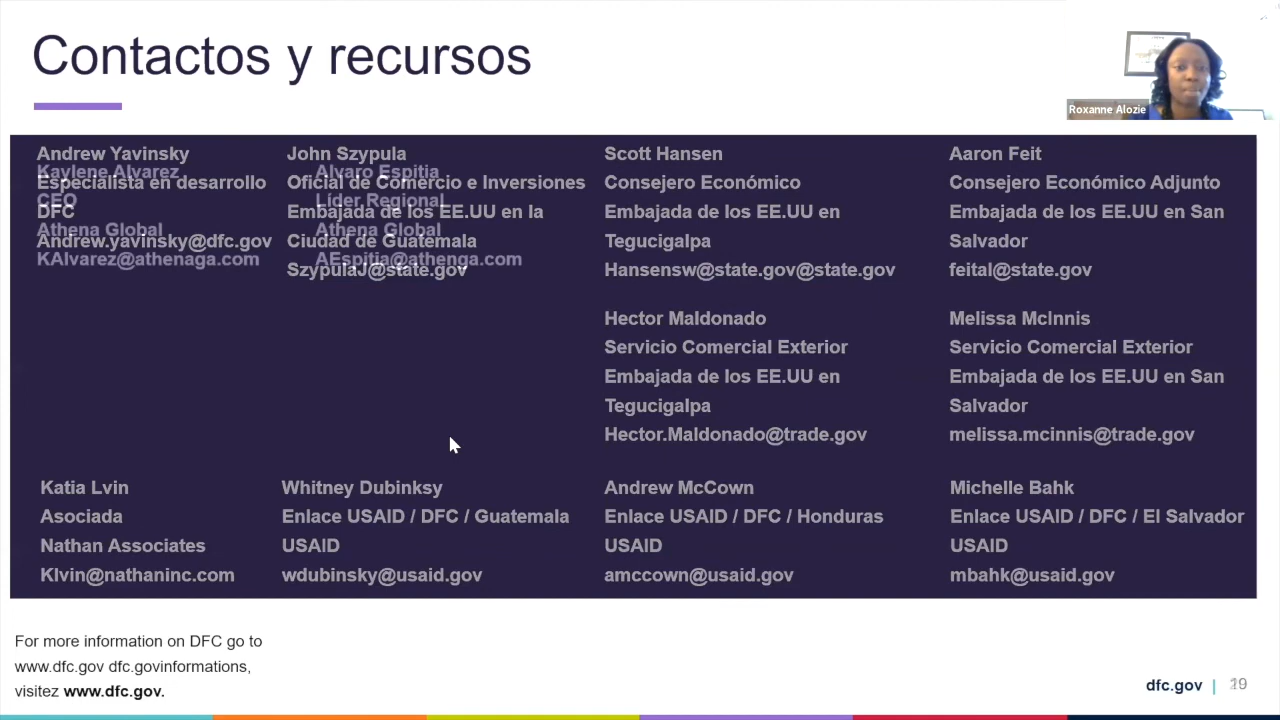 Contactos y recursos
Roxanne Alozie
Andrew Yavinsky
Especialista en desarrollo
DFC
Andrew.yavinsky@dfc.gov
Kaylene Alvarez
CEO
Athena Global
KAlvarez@athenaga.com
John Szypula
Oficial de Comercio e Inversiones
Embajada de los EE.UU en la
Ciudad de Guatemala
SzypulaJ@state.gov
Alvaro Espitia
Líder Regional
Athena Global
AEspitia@athenga.com
Scott Hansen
Consejero Económico
Embajada de los EE.UU en
Tegucigalpa
Hansensw@state.gov@state.gov
Aaron Feit
Consejero Económico Adjunto
Embajada de los EE.UU en San
Salvador
feital@state.gov
Hector Maldonado
Servicio Comercial Exterior
Embajada de los EE.UU en
Tegucigalpa
Hector.Maldonado@trade.gov
Melissa McInnis
Servicio Comercial Exterior
Embajada de los EE.UU en San
Salvador
melissa.mcinnis@trade.gov
Katia Lvin
Asociada
Nathan Associates
Klvin@nathaninc.com
Whitney Dubinksy
Enlace USAID / DFC / Guatemala
USAID
wdubinsky@usaid.gov
Andrew McCown
Enlace USAID / DFC / Honduras
USAID
amccown@usaid.gov
Michelle Bahk
Enlace USAID / DFC / El Salvador
USAID
mbahk@usaid.gov
For more information on DFC go to
www.dfc.gov dfc.govinformations,
visitez www.dfc.gov.
dfc.gov |